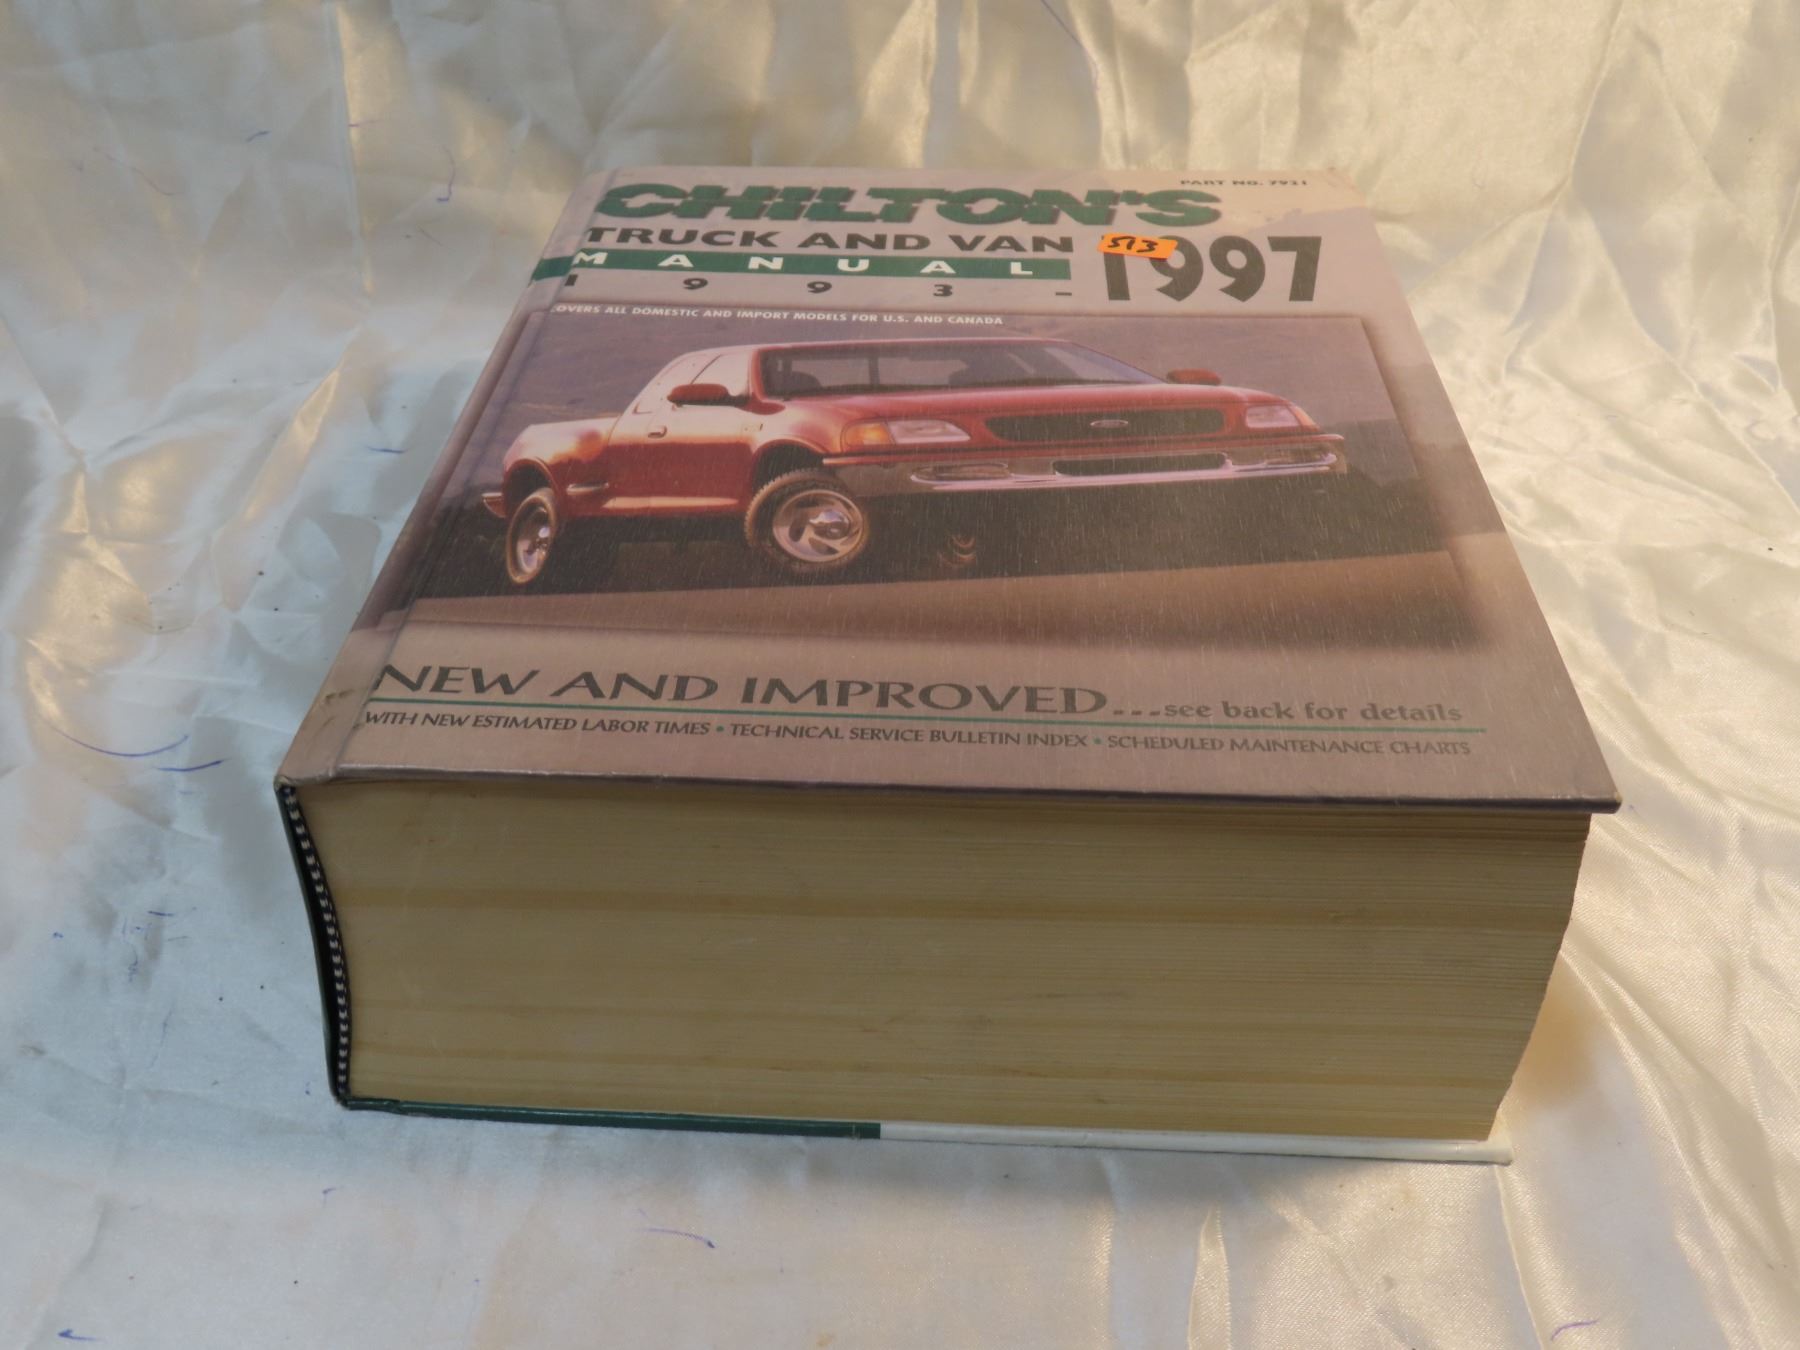 PART NO. 7921
CHILTON'S
TRUCK AND VAN
MANUAL
1993-1997
513
COVERS ALL DOMESTIC AND IMPORT MODELS FOR U.S. AND CANADA
Ford
NEW AND IMPROVED...see back for details
WITH NEW ESTIMATED LABOR TIMES • TECHNICAL SERVICE BULLETIN INDEX • SCHEDULED MAINTENANCE CHARTS